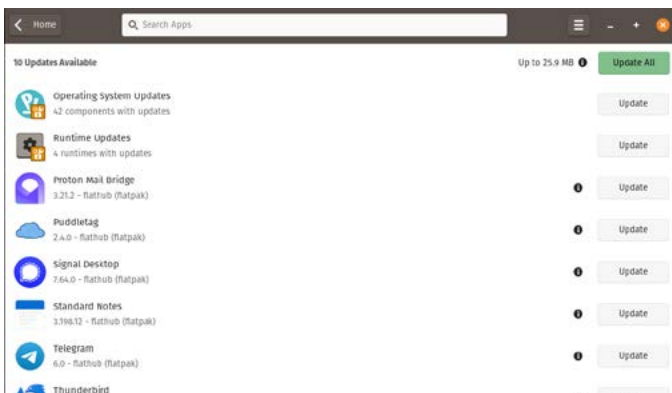 Home
Search Apps
10 Updates Available
Up to 25.9 MB
Update All
Operating System Updates
42 components with updates
Update
Runtime Updates
4 runtimes with updates
Update
Proton Mail Bridge
3.21.2 - flathub (flatpak)
Update
Puddletag
2.4.0 - flathub (flatpak)
Update
Signal Desktop
7.64.0 - flathub (flatpak)
Update
Standard Notes
3.198.12 - flathub (flatpak)
Update
Telegram
6.0 - flathub (flatpak)
Update
Thunderbird